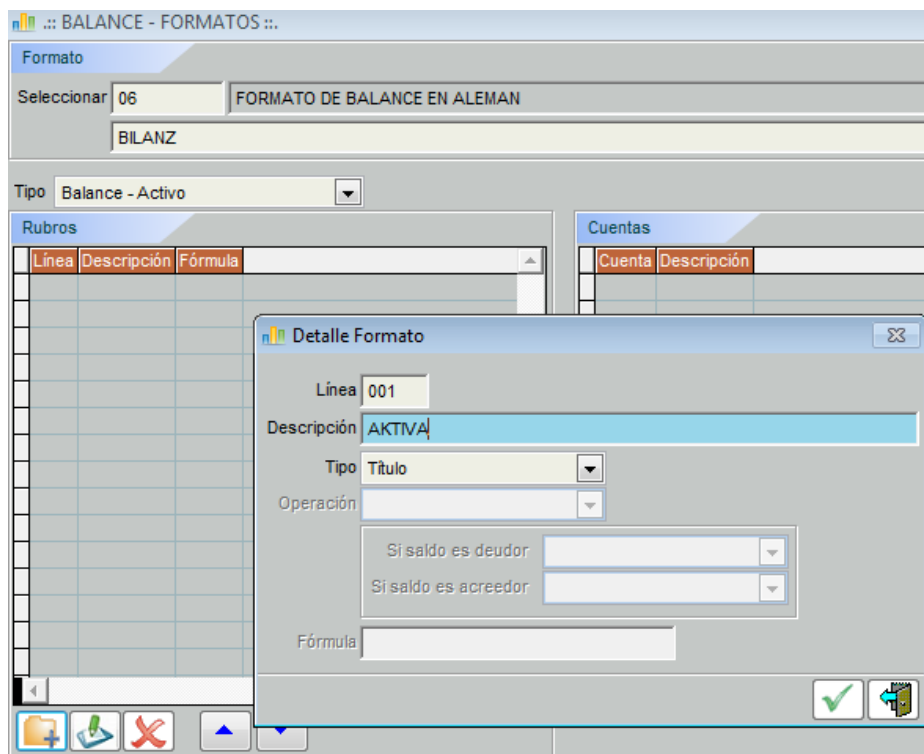 .:: BALANCE - FORMATOS ::.
Formato
Seleccionar 06 FORMATO DE BALANCE EN ALEMAN
BILANZ
Tipo Balance - Activo
Rubros
Línea Descripción Fórmula
Cuentas
Cuenta Descripción
Detalle Formato
Línea 001
Descripción AKTIVA
Tipo Título
Operación
Si saldo es deudor
Si saldo es acreedor
Fórmula